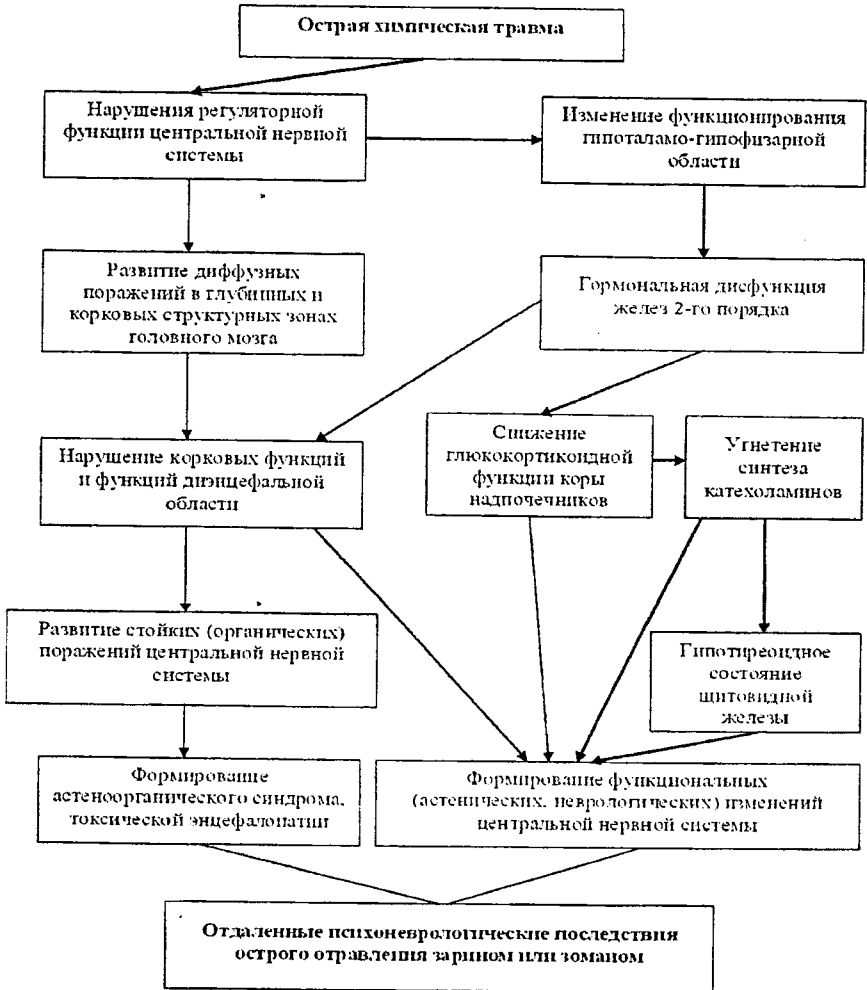 Острая химическая травма
Нарушения регуляторной
функции центральной нервной
системы
Изменение функционирования
гипоталамо-гипофизарной
области
Развитие диффузных
поражений в глубинных и
корковых структурных зонах
головного мозга
Гормональная дисфункция
желез 2-го порядка
Нарушение корковых функций
и функций диэнцефальной
области
Снижение
глюкокортикоидной
функции коры
надпочечников
Угнетение
синтеза
катехоламинов
Развитие стойких (органических)
поражений центральной нервной
системы
Гипотиреоидное
состояние
щитовидной
железы
Формирование
астеноорганического синдрома,
токсической энцефалопатии
Формирование функциональных
(астенических, неврологических) изменений
центральной нервной системы
Отдаленные психоневрологические последствия
острого отравления зарином или зоманом